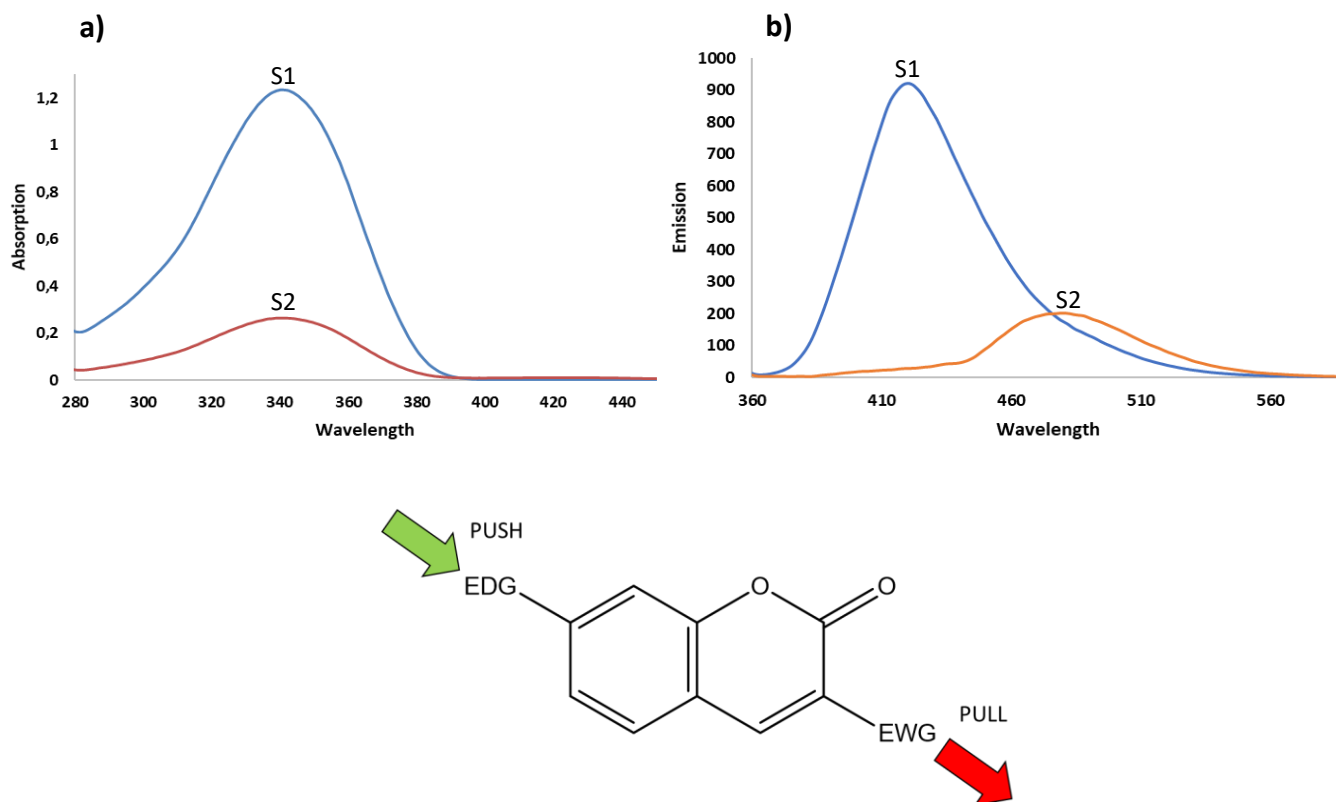 a)
S1
S2
1,2
1
0,8
0,6
0,4
0,2
0
Absorption
280 300 320 340 360 380 400 420 440
Wavelength
b)
S1
S2
1000
900
800
700
600
500
400
300
200
100
0
Emission
360 410 460 510 560
Wavelength
PUSH
EDG
O
O
EWG
PULL